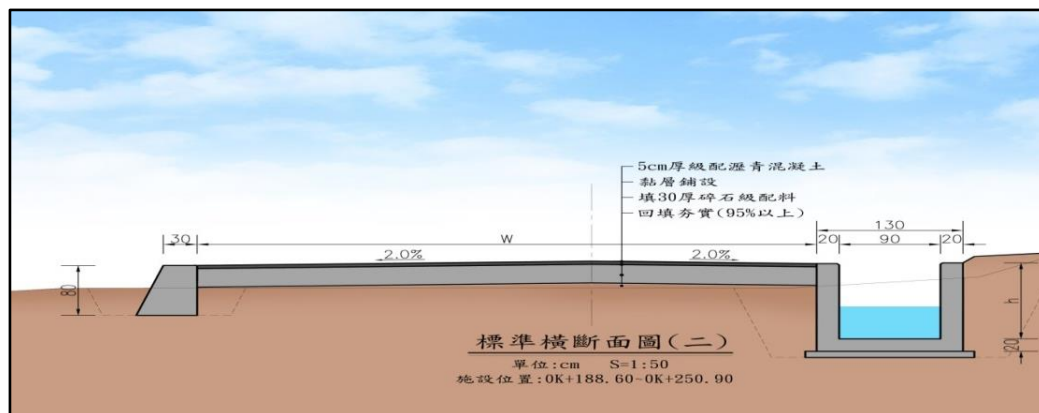 5cm厚級配瀝青混凝土
黏層鋪設
填30厚碎石級配料
回填夯實(95%以上)
130
30
W
20
90
20
2.0%
2.0%
80
h
20
標準橫斷面圖(二)
單位:cm S=1:50
施設位置:0K+188.60~0K+250.90